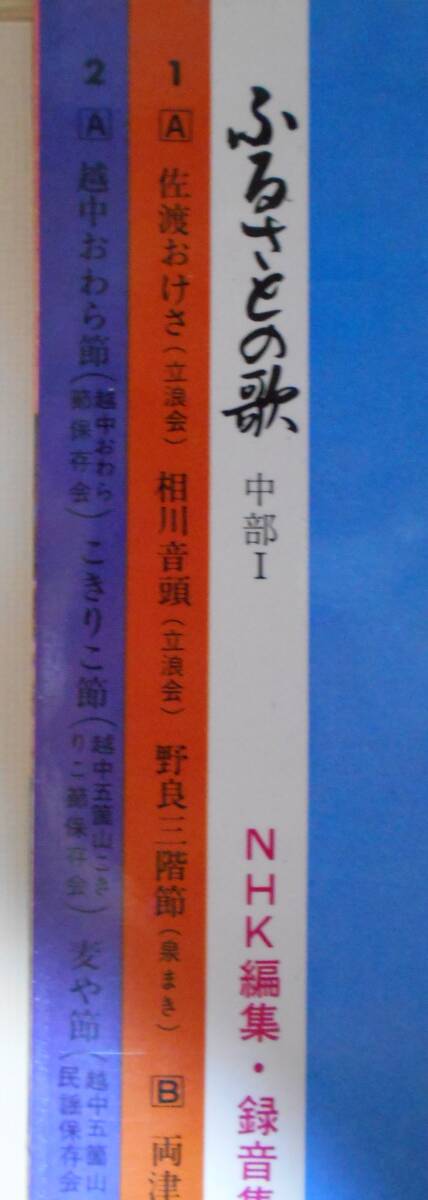 ふるさとの歌 中部I
NHK編集・録音集
1 A 佐渡おけさ(立浪会) 相川音頭(立浪会) 野良三階節(泉まき) B 両津
2 A 越中おわら節(越中おわら節保存会) こきりこ節(越中五箇山こきりこ節保存会) 麦や節(越中五箇山民謡保存会